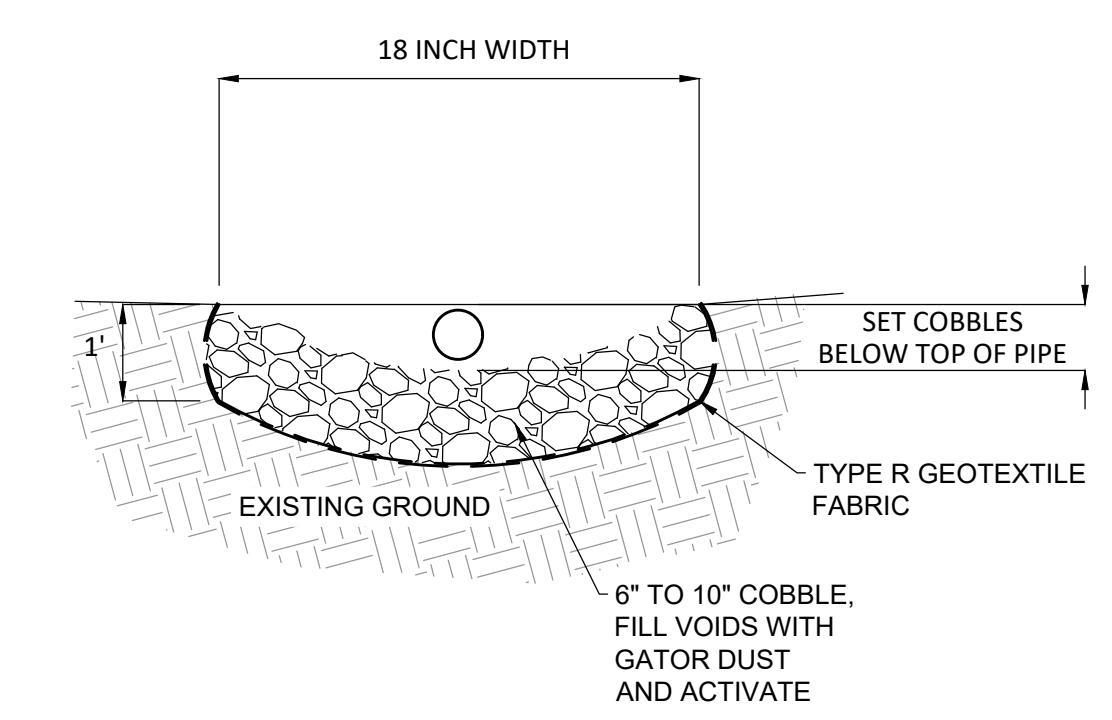 18 INCH WIDTH
1'
SET COBBLES
BELOW TOP OF PIPE
TYPE R GEOTEXTILE
FABRIC
EXISTING GROUND
6" TO 10" COBBLE,
FILL VOIDS WITH
GATOR DUST
AND ACTIVATE